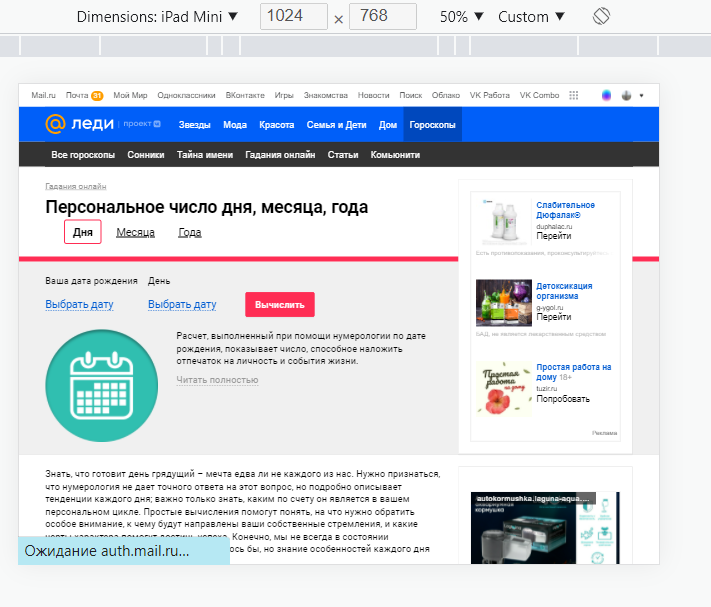 Dimensions: iPad Mini ▼ 1024 × 768 50% ▼ Custom ▼
Mail.ru Почта 31 Мой Мир Одноклассники ВКонтакте Игры Знакомства Новости Поиск Облако VK Работа VK Combo
@ леди проект Звезды Мода Красота Семья и Дети Дом Гороскопы
Все гороскопы Сонники Тайна имени Гадания онлайн Статьи Комьюнити
Гадания онлайн
Персональное число дня, месяца, года
Дня Месяца Года
Ваша дата рождения День
Выбрать дату Выбрать дату Вычислить
Расчет, выполненный при помощи нумерологии по дате
рождения, показывает число, способное наложить
отпечаток на личность и события жизни.
Читать полностью
Знать, что готовит день грядущий – мечта едва ли не каждого из нас. Нужно признаться,
что нумерология не дает точного ответа на этот вопрос, но подробно описывает
тенденции каждого дня; важно только знать, каким по счету он является в вашем
персональном цикле. Простые вычисления помогут понять, на что нужно обратить
особое внимание, к чему будут направлены ваши собственные стремления, и какие
черты характера помогут достичь успеха. Конечно, мы не всегда в состоянии
ось бы, но знание особенностей каждого дня
Ожидание auth.mail.ru...
Слабительное
Дюфалак®
duphalac.ru
Перейти
Есть противопоказания, проконсультируйте
Детоксикация
организма
g-ygol.ru
Перейти
БАД, не является лекарственным средством
Простая
работа
на дому
Простая работа на
дому 18+
tuzir.ru
Попробовать
Реклама
autokormushka.laguna-aqua....
кормушка